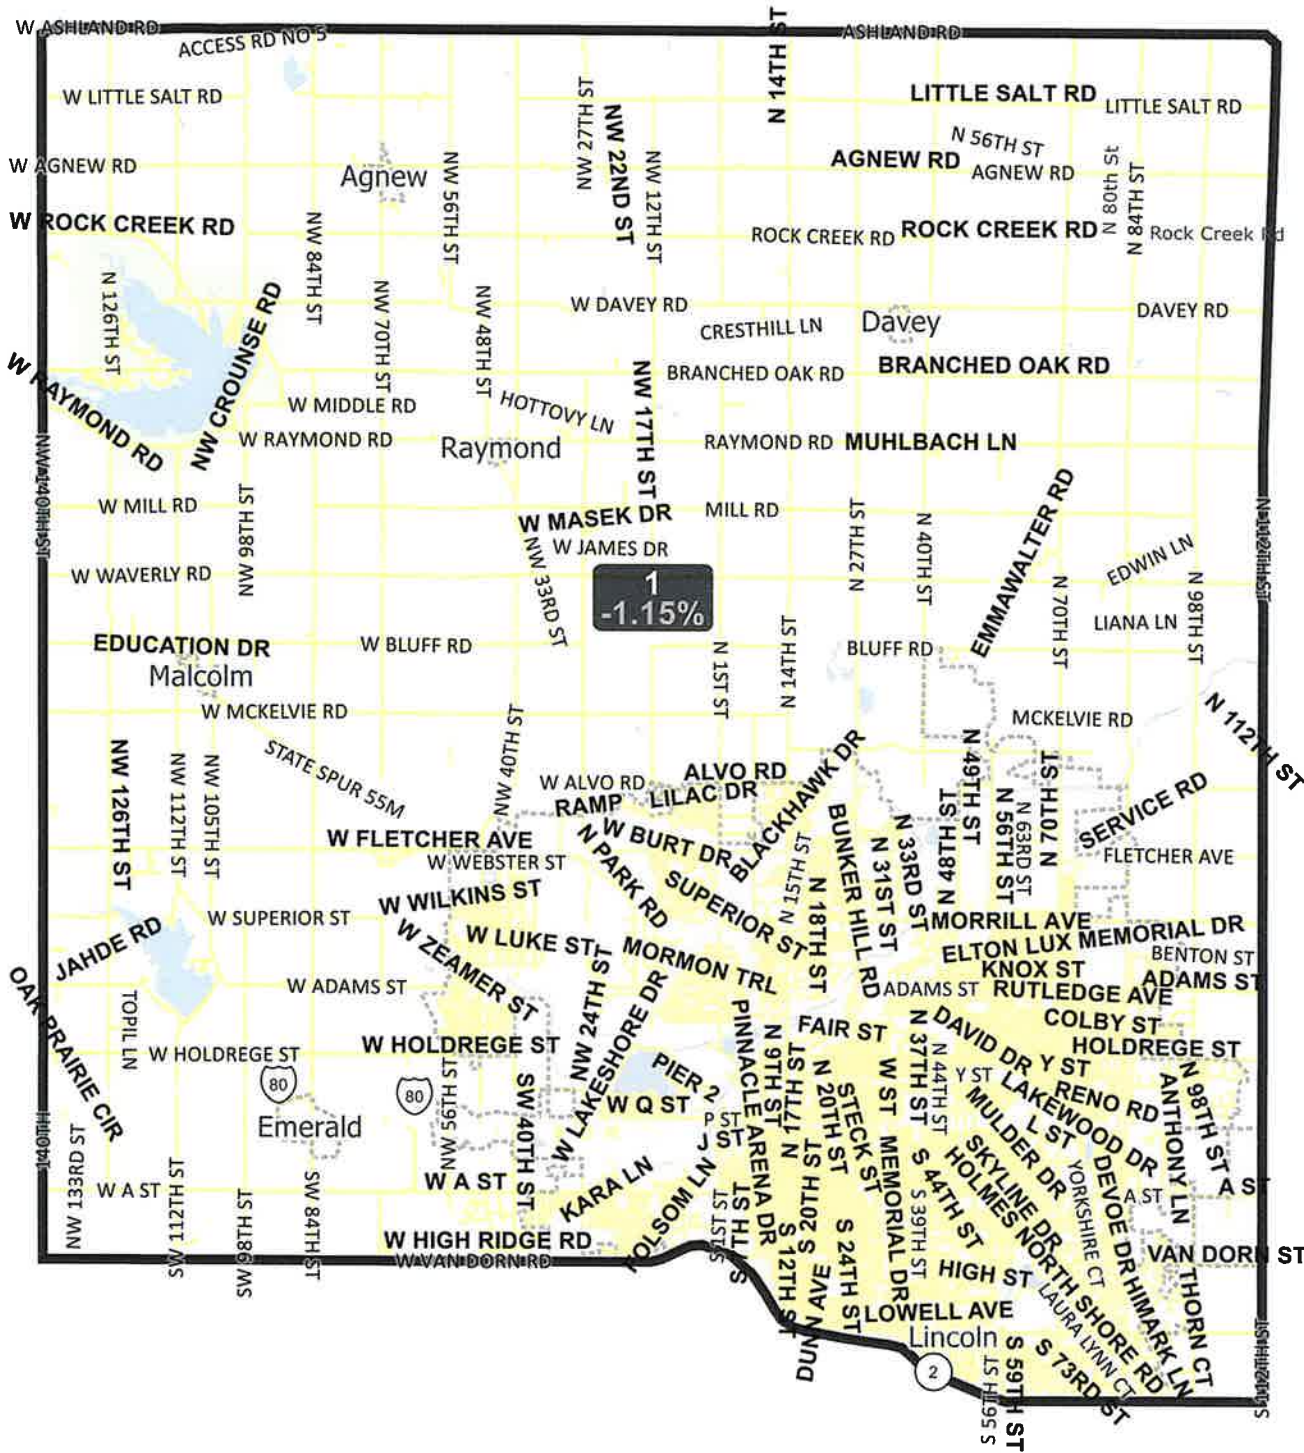 W ASHLAND RD
ACCESS RD NO 5
N 14TH ST
ASHLAND RD
W LITTLE SALT RD
NW 27TH ST
LITTLE SALT RD
LITTLE SALT RD
W AGNEW RD
Agnew
NW 56TH ST
NW 22ND ST
NW 12TH ST
AGNEW RD
N 56TH ST
AGNEW RD
N 80th St
N 84TH ST
W ROCK CREEK RD
NW 84TH ST
ROCK CREEK RD
ROCK CREEK RD
Rock Creek Rd
N 126TH ST
NW CROUNSE RD
NW 70TH ST
NW 48TH ST
W DAVEY RD
CRESTHILL LN
Davey
DAVEY RD
W RAYMOND RD
NW 17TH ST
BRANCHED OAK RD
BRANCHED OAK RD
W MIDDLE RD
HOTTOVY LN
W RAYMOND RD
Raymond
RAYMOND RD
MUHLBACH LN
NW 140TH ST
W MILL RD
NW 98TH ST
W MASEK DR
MILL RD
N 27TH ST
N 40TH ST
EMMAWALTER RD
N 112TH ST
W JAMES DR
NW 33RD ST
EDWIN LN
W WAVERLY RD
1
-1.15%
N 70TH ST
N 98TH ST
LIANA LN
EDUCATION DR
Malcolm
W BLUFF RD
N 1ST ST
N 14TH ST
BLUFF RD
W MCKELVIE RD
MCKELVIE RD
N 112TH ST
NW 126TH ST
NW 112TH ST
NW 105TH ST
STATE SPUR 55M
NW 40TH ST
W ALVO RD
ALVO RD
RAMP
LILAC DR
BLACKHAWK DR
N 49TH ST
N 48TH ST
N 56TH ST
N 63RD ST
N 70TH ST
SERVICE RD
W FLETCHER AVE
N PARK RD
W BURT DR
BUNKER HILL RD
N 33RD ST
N 31ST ST
N 15TH ST
FLETCHER AVE
W WEBSTER ST
W WILKINS ST
SUPERIOR ST
N 18TH ST
JAHDE RD
W SUPERIOR ST
W ZEAMER ST
W LUKE ST
MORMON TRL
MORRILL AVE
ELTON LUX
MEMORIAL DR
BENTON ST
KNOX ST
ADAMS ST
OAK PRAIRIE CIR
TOPIL LN
W ADAMS ST
NW 24TH ST
W LAKESHORE DR
ADAMS ST
RUTLEDGE AVE
W HOLDREGE ST
W HOLDREGE ST
PINNACLE ARENA DR
N 9TH ST
FAIR ST
N 37TH ST
DAVID DR
COLBY ST
HOLDREGE ST
80
80
Emerald
NW 56TH ST
SW 40TH ST
PIER 2
W Q ST
P ST
J ST
N 17TH ST
N 20TH ST
STECK ST
W ST
N 44TH ST
Y ST
Y ST
LAKEWOOD DR
RENO RD
ANTHONY LN
N 98TH ST
MULDER DR
L ST
140TH
NW 133RD ST
W A ST
SW 112TH ST
SW 98TH ST
SW 84TH ST
W A ST
KARA LN
FOLSOM LN
S 1ST ST
S 7TH ST
S 12TH ST
S 20TH ST
S 24TH ST
MEMORIAL DR
S 44TH ST
S 39TH ST
SKYLINE DR
HOLMES
NORTH SHORE RD
YORKSHIRE CT
DEVOE DR
A ST
A ST
W HIGH RIDGE RD
W VAN DORN RD
VAN DORN ST
HIGH ST
DUNN AVE
LOWELL AVE
Lincoln
LAURA LYNN CT
HIMARK LN
THORN CT
2
S 56TH ST
S 59TH ST
S 73RD ST
S 112TH ST